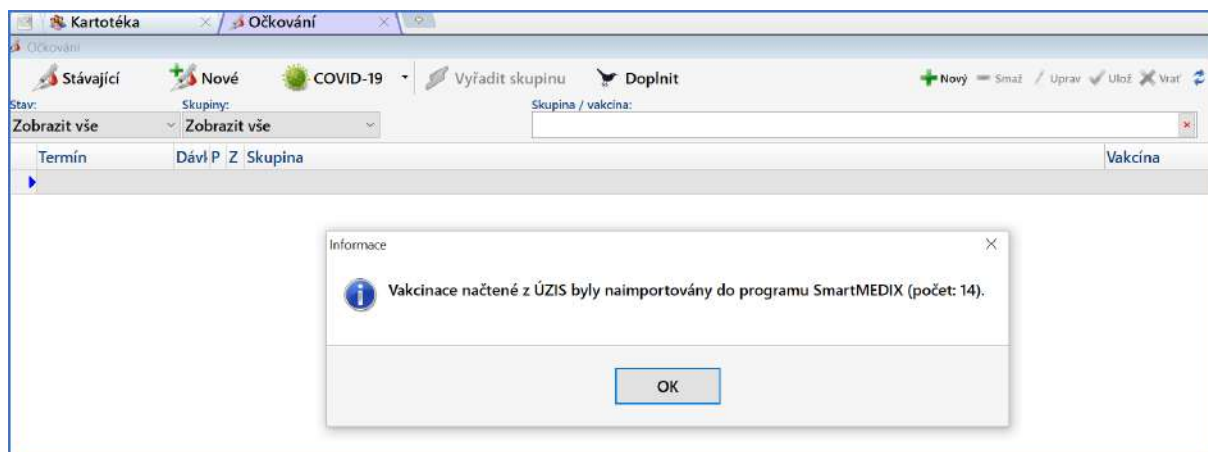 Kartotéka Očkování
Očkování
Stávající Nové COVID-19 Vyřadit skupinu Doplnit Nový Smaž Uprav Ulož Vrať
Stav: Skupiny: Skupina / vakcína:
Zobrazit vše Zobrazit vše
Termín Dávl P Z Skupina Vakcína
Informace
Vakcinace načtené z ÚZIS byly naimportovány do programu SmartMEDIX (počet: 14).
OK